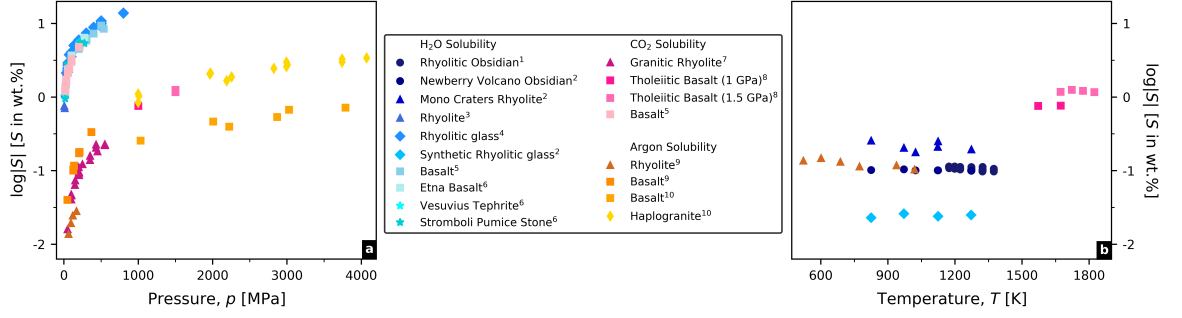 log|S| [S in wt.%]
1
0
-1
-2
0
1000
2000
3000
4000
Pressure, p [MPa]
a
H₂O Solubility
Rhyolitic Obsidian¹
Newberry Volcano Obsidian²
Mono Craters Rhyolite²
Rhyolite³
Rhyolitic glass⁴
Synthetic Rhyolitic glass²
Basalt⁵
Etna Basalt⁶
Vesuvius Tephrite⁶
Stromboli Pumice Stone⁶
CO₂ Solubility
Granitic Rhyolite⁷
Tholeiitic Basalt (1 GPa)⁸
Tholeiitic Basalt (1.5 GPa)⁸
Basalt⁵
Argon Solubility
Rhyolite⁹
Basalt⁹
Basalt¹⁰
Haplogranite¹⁰
b
600
900
1200
1500
1800
Temperature, T [K]
1
0
-1
-2
log|S| [S in wt.%]